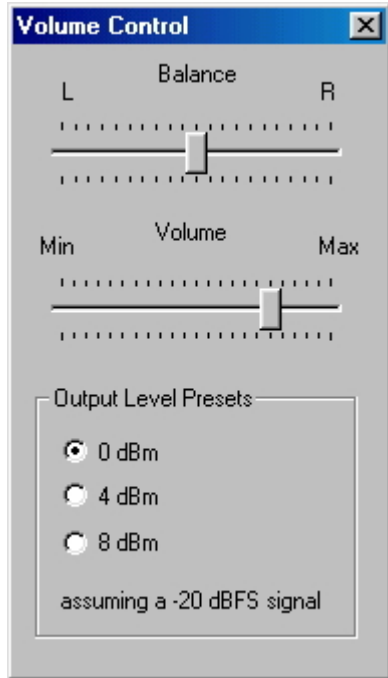 Volume Control
Balance
L R
Volume
Min Max
Output Level Presets
0 dBm
4 dBm
8 dBm
assuming a -20 dBFS signal